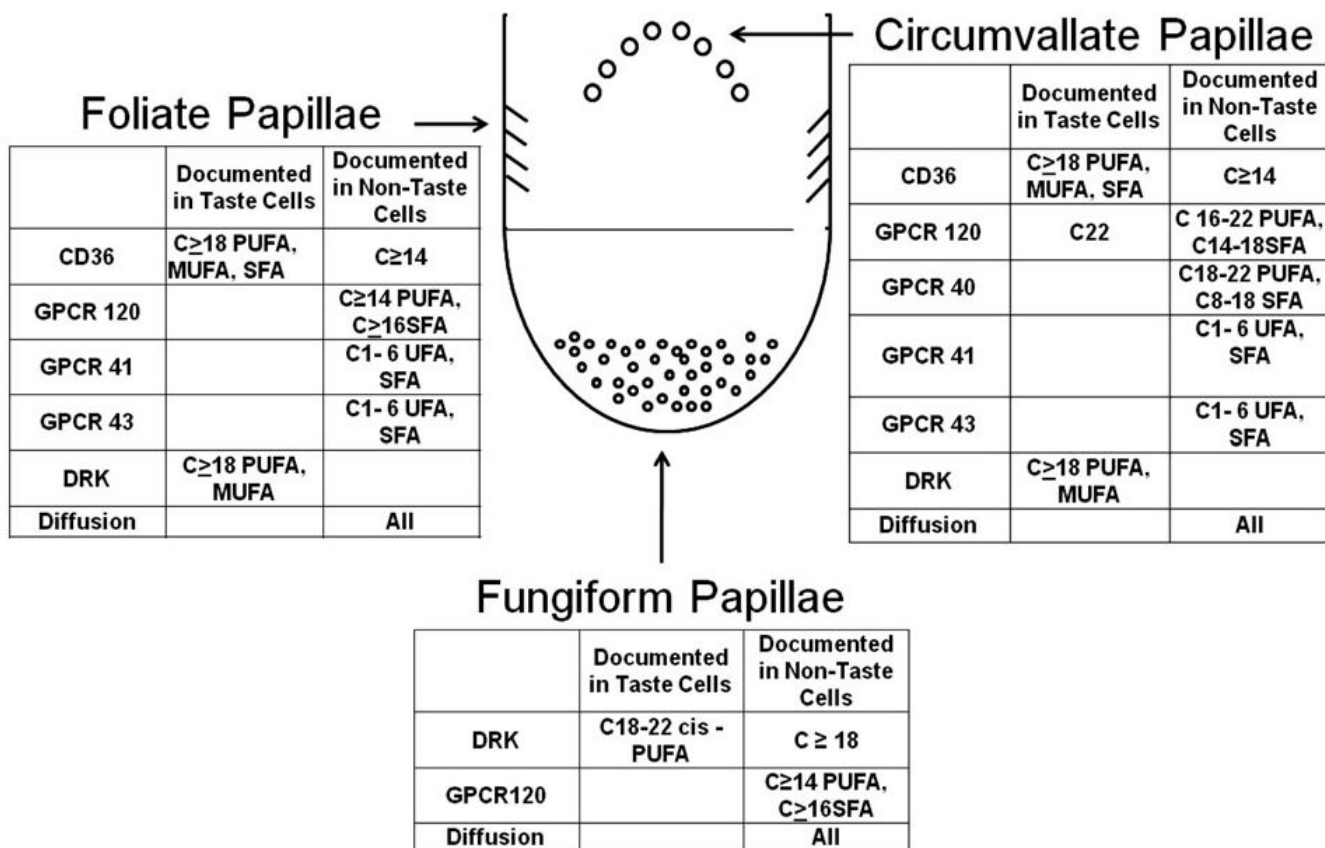 Circumvallate Papillae
Documented in Taste Cells
Documented in Non-Taste Cells
CD36
C≥18 PUFA,
MUFA, SFA
C≥14
GPCR 120
C22
C 16-22 PUFA,
C14-18SFA
GPCR 40
C18-22 PUFA,
C8-18 SFA
GPCR 41
C1- 6 UFA,
SFA
GPCR 43
C1- 6 UFA,
SFA
DRK
C≥18 PUFA,
MUFA
Diffusion
All
Foliate Papillae
Documented
in Taste Cells
Documented
in Non-Taste
Cells
CD36
C≥18 PUFA,
MUFA, SFA
C≥14
GPCR 120
C≥14 PUFA,
C≥16SFA
GPCR 41
C1- 6 UFA,
SFA
GPCR 43
C1- 6 UFA,
SFA
DRK
C≥18 PUFA,
MUFA
Diffusion
All
Fungiform Papillae
Documented
in Taste Cells
Documented
in Non-Taste
Cells
DRK
C18-22 cis -
PUFA
C ≥ 18
GPCR120
C≥14 PUFA,
C≥16SFA
Diffusion
All